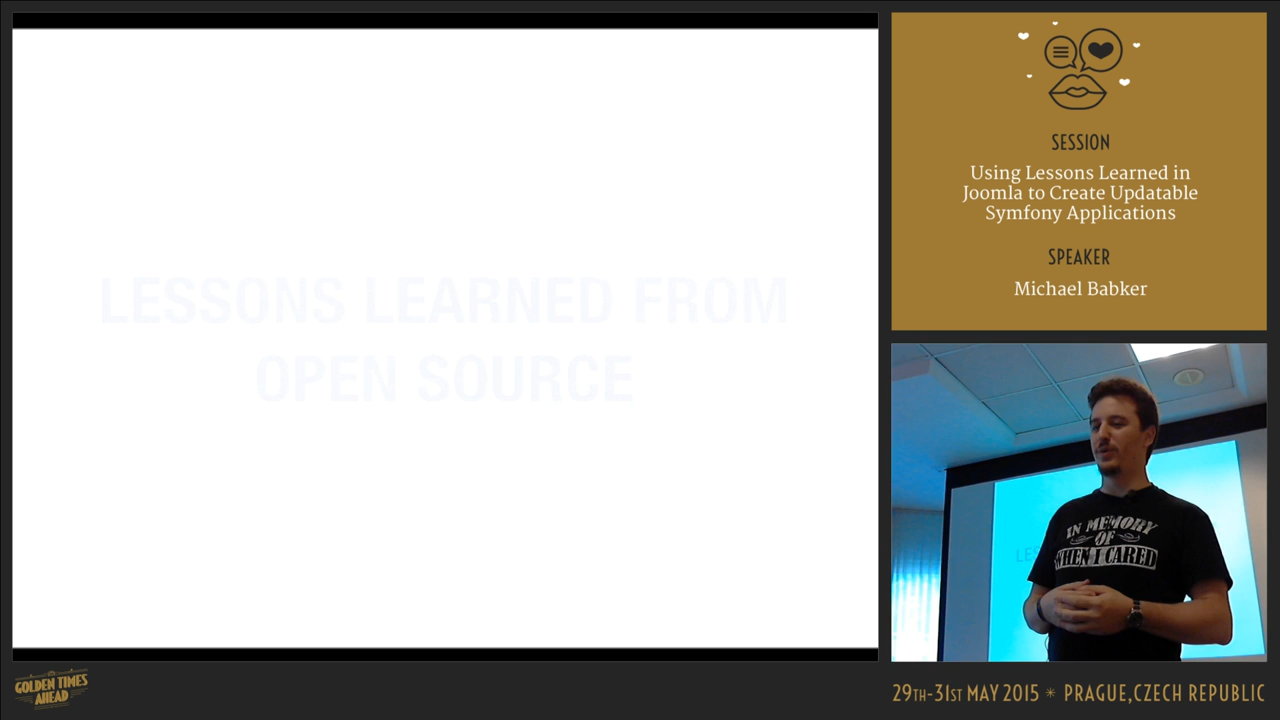 LESSONS LEARNED FROM
OPEN SOURCE
SESSION
Using Lessons Learned in
Joomla to Create Updatable
Symfony Applications
SPEAKER
Michael Babker
LES
IN MEMORY
OF
WHEN I CARED
GOLDEN TIMES
AHEAD
29TH-31ST MAY 2015 * PRAGUE, CZECH REPUBLIC